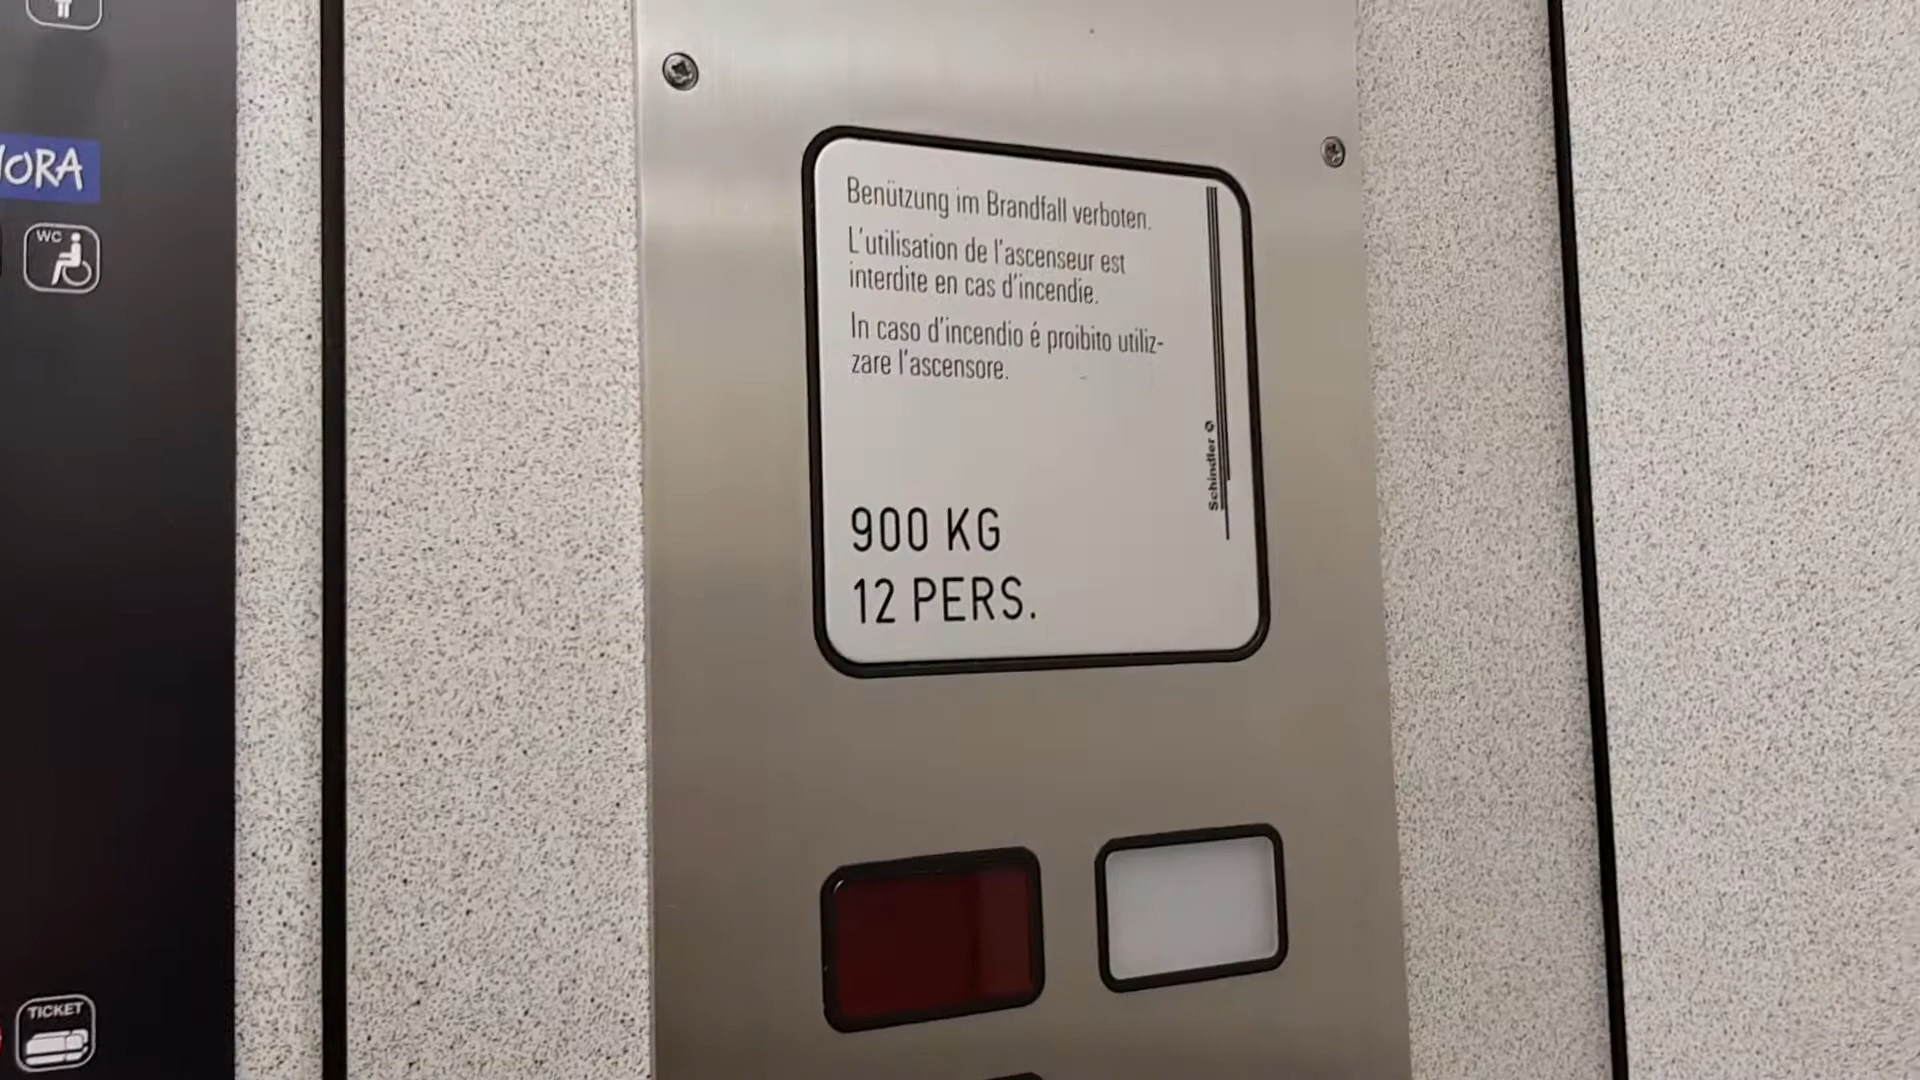 Benützung im Brandfall verboten.
L'utilisation de l'ascenseur est
interdite en cas d'incendie.
In caso d'incendio é proibito utiliz-
zare l'ascensore.
Schindler
900 KG
12 PERS.
WC
TICKET